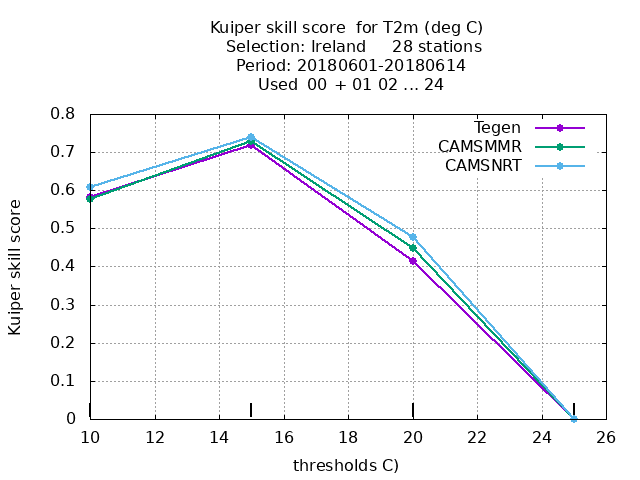 Kuiper skill score  for T2m (deg C)
Selection: Ireland     28 stations
Period: 20180601-20180614
Used  00 + 01 02 ... 24
Tegen
CAMSMMR
CAMSNRT
0.8
0.7
0.6
0.5
0.4
0.3
0.2
0.1
0
Kuiper skill score
10 12 14 16 18 20 22 24 26
thresholds C)